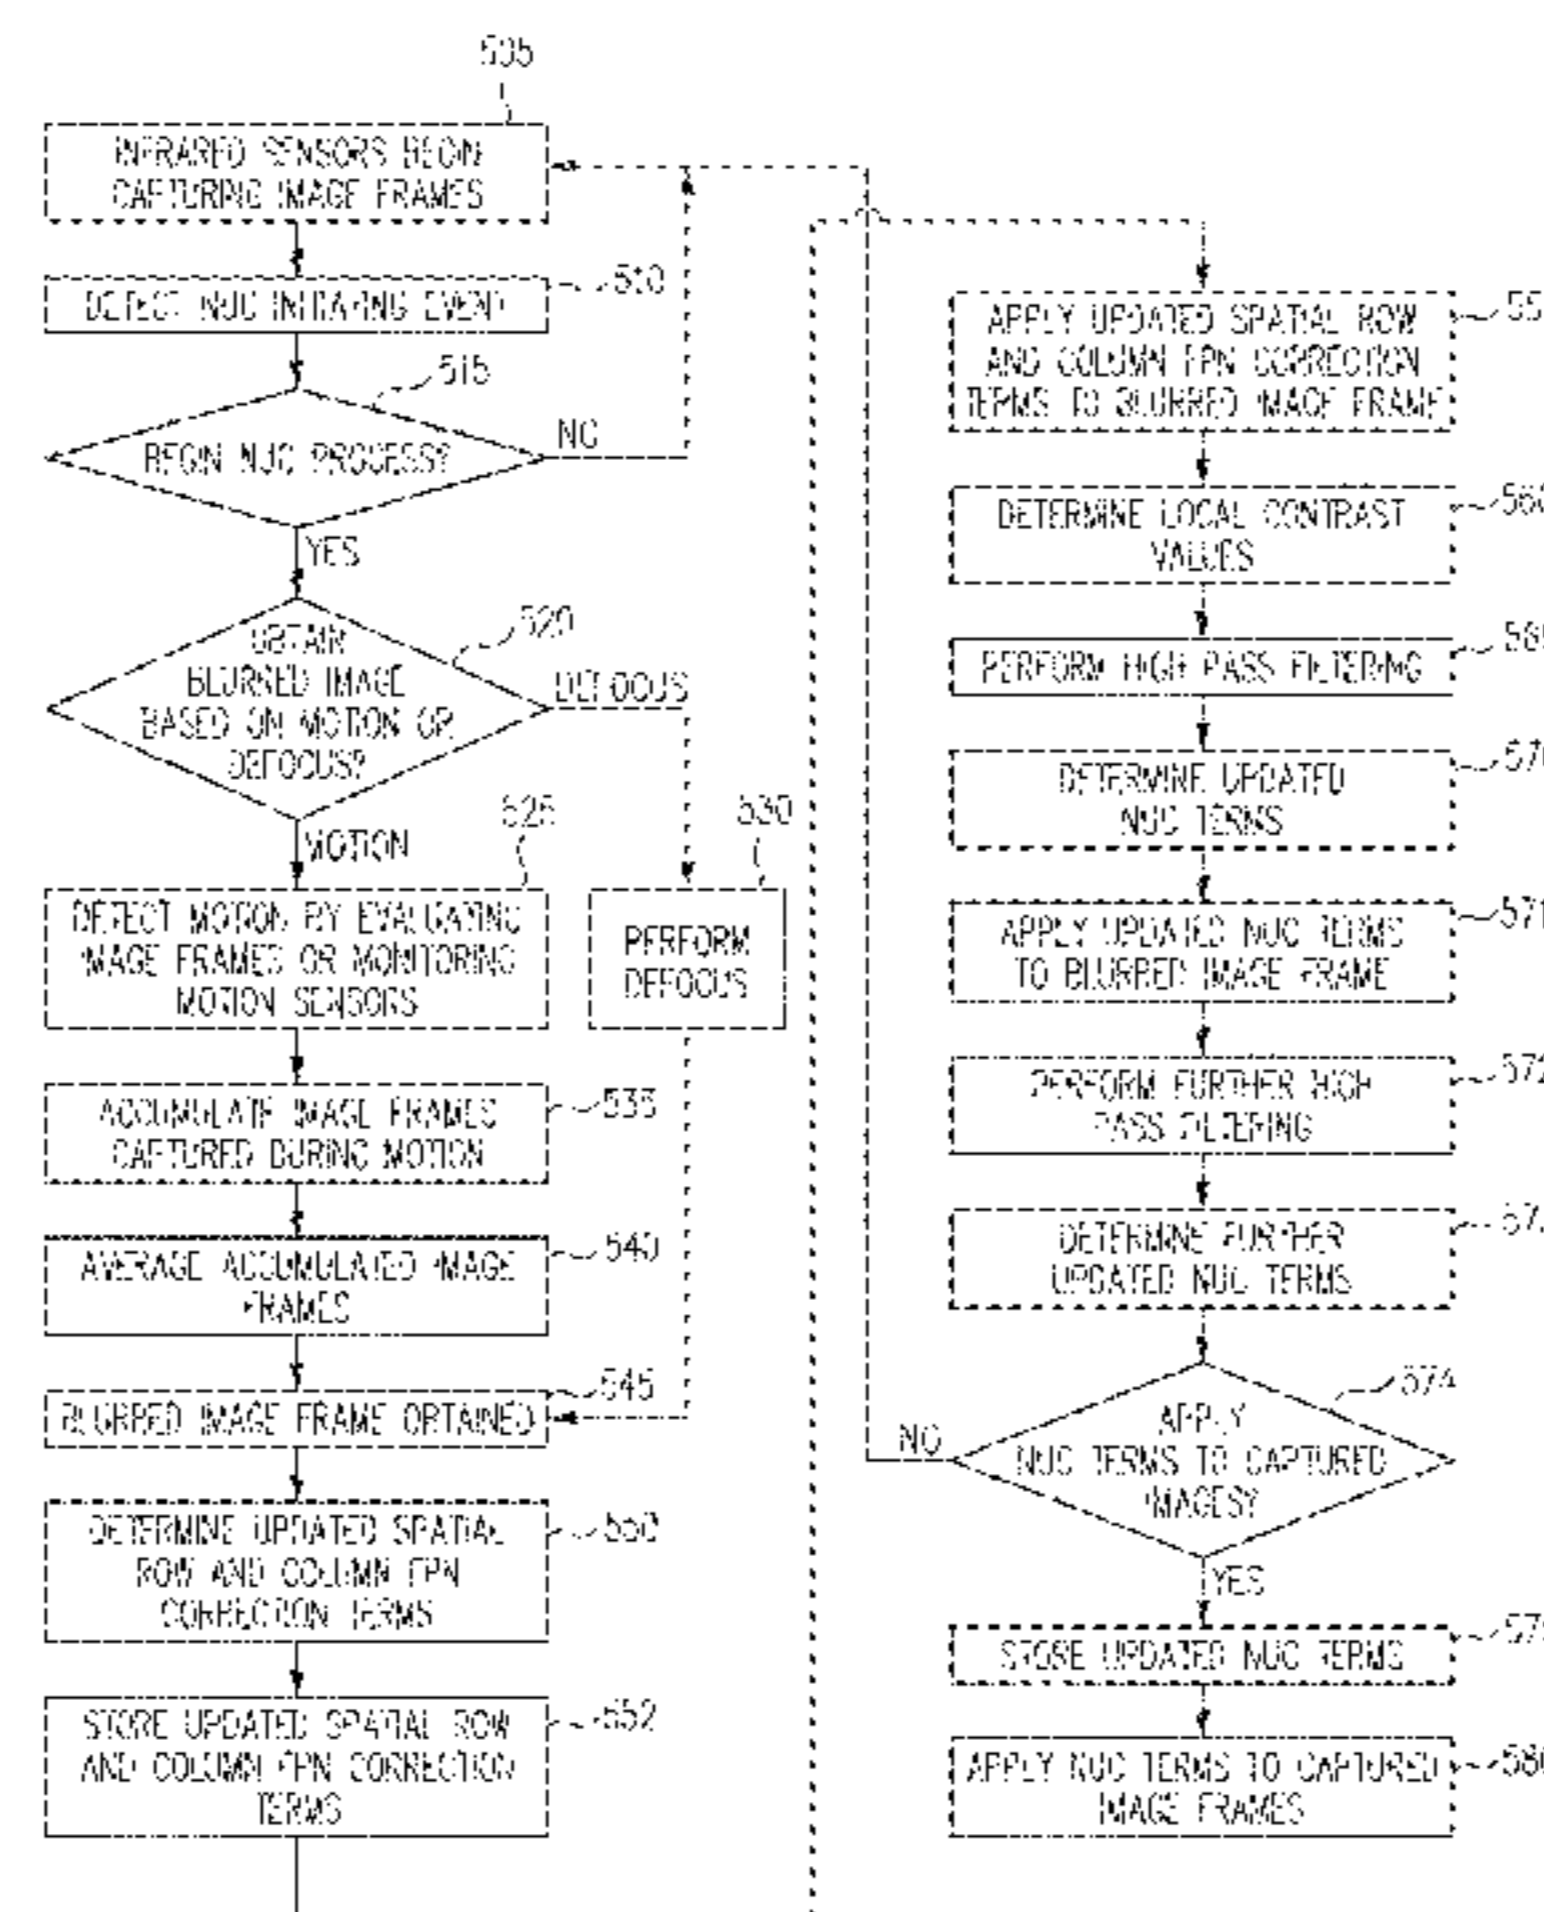 505
INFRARED SENSORS BEGIN
CAPTURING IMAGE FRAMES
510
DETECT NUC INITIATING EVENT
515
BEGIN NUC PROCESS?
NO
YES
520
OBTAIN
BLURRED IMAGE
BASED ON MOTION OR
DEFOCUS?
DEFOCUS
MOTION
525
DETECT MOTION BY EVALUATING
IMAGE FRAMES OR MONITORING
MOTION SENSORS
530
PERFORM
DEFOCUS
535
ACCUMULATE IMAGE FRAMES
CAPTURED DURING MOTION
540
AVERAGE ACCUMULATED IMAGE
FRAMES
545
BLURRED IMAGE FRAME OBTAINED
550
DETERMINE UPDATED SPATIAL
ROW AND COLUMN FPN
CORRECTION TERMS
552
STORE UPDATED SPATIAL ROW
AND COLUMN FPN CORRECTION
TERMS
APPLY UPDATED SPATIAL ROW
AND COLUMN FPN CORRECTION
TERMS TO BLURRED IMAGE FRAME
560
DETERMINE LOCAL CONTRAST
VALUES
PERFORM HIGH PASS FILTERING
570
DETERMINE UPDATED
NUC TERMS
571
APPLY UPDATED NUC TERMS
TO BLURRED IMAGE FRAME
572
PERFORM FURTHER HIGH
PASS FILTERING
DETERMINE FURTHER
UPDATED NUC TERMS
574
APPLY
NUC TERMS TO CAPTURED
IMAGES?
NO
YES
STORE UPDATED NUC TERMS
580
APPLY NUC TERMS TO CAPTURED
IMAGE FRAMES